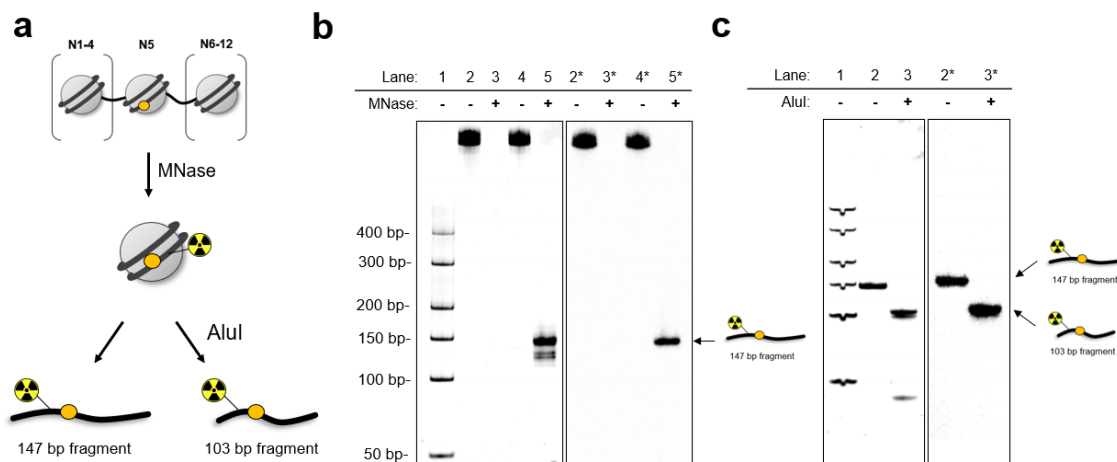 a
N1-4 N5 N6-12
MNase
AluI
147 bp fragment 103 bp fragment
b
Lane: 1 2 3 4 5 2* 3* 4* 5*
MNase: - - + - + - + - +
400 bp-
300 bp-
200 bp-
150 bp-
100 bp-
50 bp-
147 bp fragment
c
Lane: 1 2 3 2* 3*
AluI: - - + - +
147 bp fragment
103 bp fragment